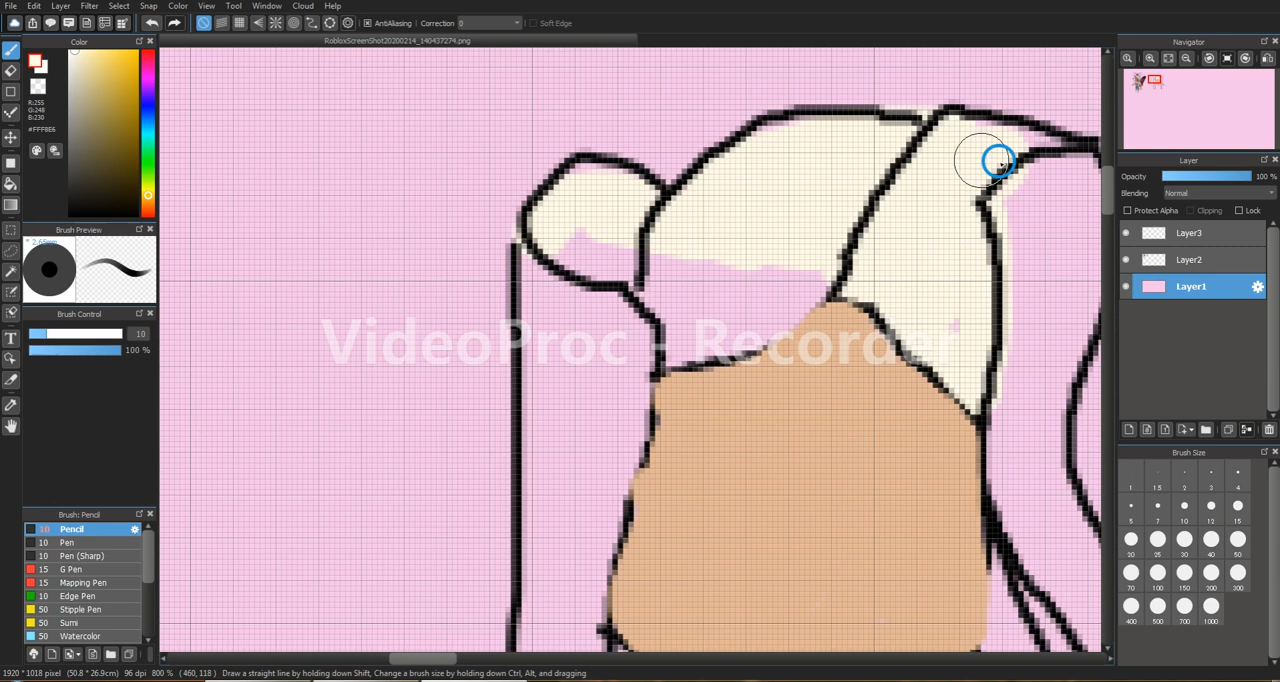 File Edit Layer Filter Select Snap Color View Tool Window Cloud Help
AntiAliasing Correction 0 Soft Edge
Color
RobloxScreenShot20200214_140437274.png
Navigator
R:255
G:248
B:230
#FFF8E6
Layer
Opacity 100 %
Blending Normal
Protect Alpha Clipping Lock
Brush Preview
* 2.65mm
Layer3
Layer2
Layer1
Brush Control
10
100 %
VideoProc - Recorder
Brush Size
1 1.5 2 3 4
5 7 10 12 15
20 25 30 40 50
70 100 150 200 300
400 500 700 1000
Brush: Pencil
10 Pencil
10 Pen
10 Pen (Sharp)
15 G Pen
15 Mapping Pen
10 Edge Pen
50 Stipple Pen
50 Sumi
50 Watercolor
1920 * 1018 pixel (50.8 * 26.9cm) 96 dpi 800 % ( 460, 118 ) Draw a straight line by holding down Shift, Change a brush size by holding down Ctrl, Alt, and dragging